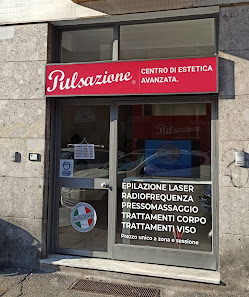 Pulsazione®
CENTRO DI ESTETICA
AVANZATA.
Pulsazione
EPILAZIONE LASER
RADIOFREQUENZA
PRESSOMASSAGGIO
TRATTAMENTI CORPO
TRATTAMENTI VISO
Prezzo unico a zona e sessione